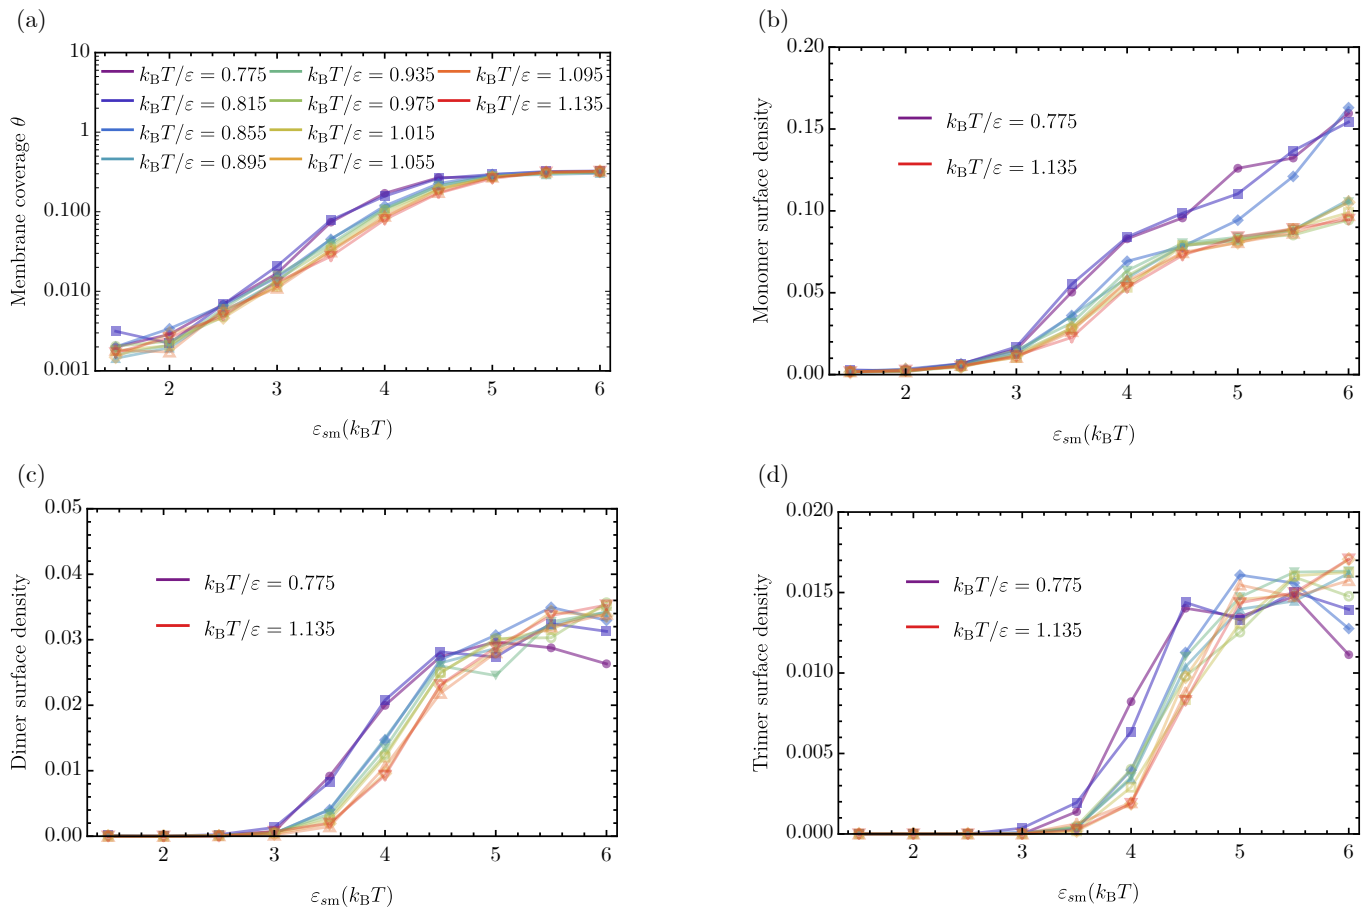 (a)
10
1
0.100
0.010
0.001
Membrane coverage θ
k_BT/ε = 0.775
k_BT/ε = 0.815
k_BT/ε = 0.855
k_BT/ε = 0.895
k_BT/ε = 0.935
k_BT/ε = 0.975
k_BT/ε = 1.015
k_BT/ε = 1.055
k_BT/ε = 1.095
k_BT/ε = 1.135
2 3 4 5 6
ε_sm(k_BT)
(b)
0.20
0.15
0.10
0.05
0.00
Monomer surface density
k_BT/ε = 0.775
k_BT/ε = 1.135
2 3 4 5 6
ε_sm(k_BT)
(c)
0.05
0.04
0.03
0.02
0.01
0.00
Dimer surface density
k_BT/ε = 0.775
k_BT/ε = 1.135
2 3 4 5 6
ε_sm(k_BT)
(d)
0.020
0.015
0.010
0.005
0.000
Trimer surface density
k_BT/ε = 0.775
k_BT/ε = 1.135
2 3 4 5 6
ε_sm(k_BT)